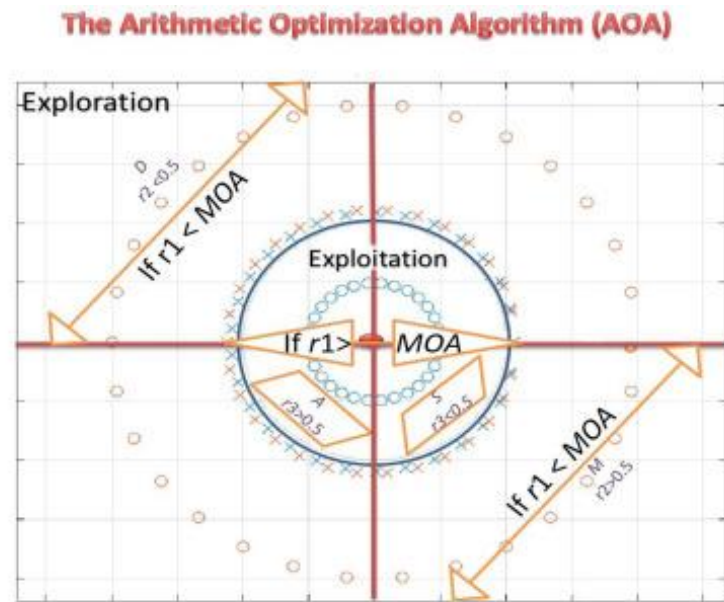 The Arithmetic Optimization Algorithm (AOA)
Exploration
D
r2<0.5
If r1 < MOA
Exploitation
If r1> MOA
A
r3>0.5
S
r3<0.5
If r1 < MOA
M
r2>0.5